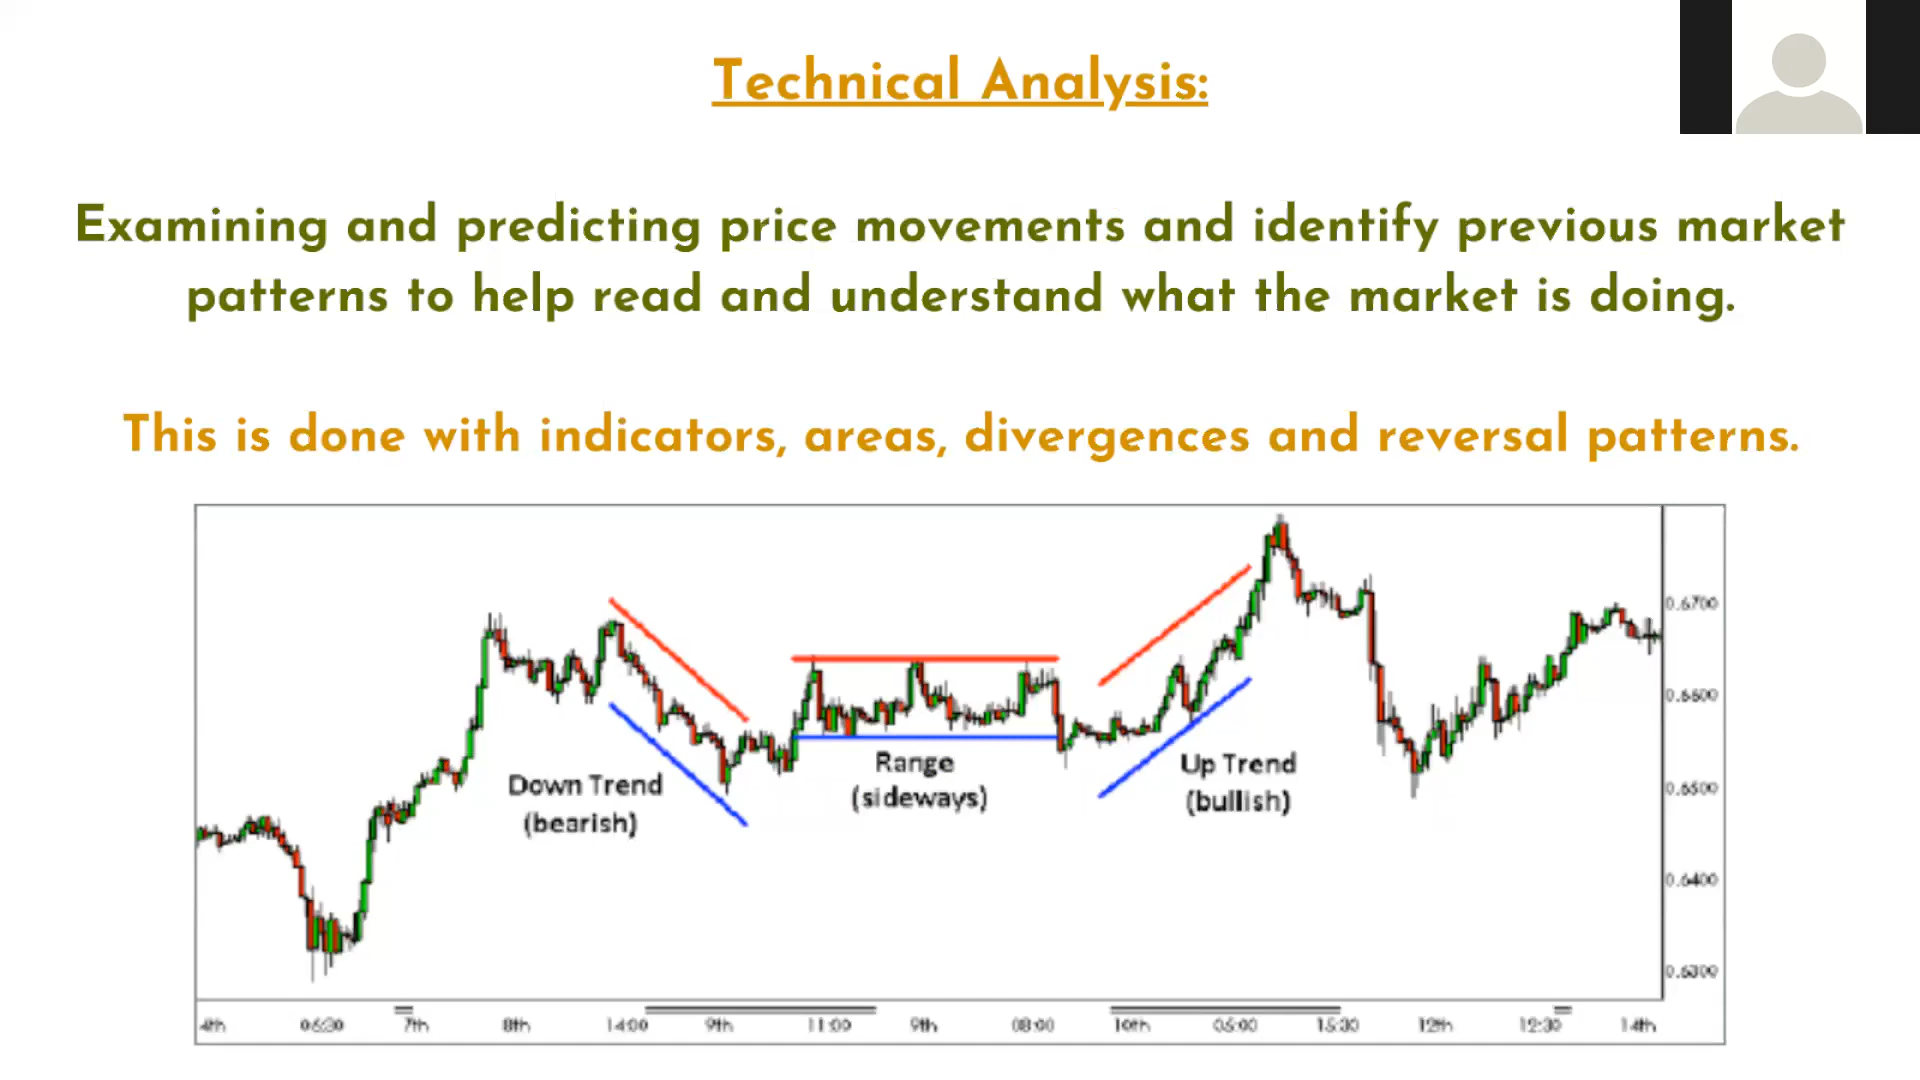 Technical Analysis:
Examining and predicting price movements and identify previous market
patterns to help read and understand what the market is doing.
This is done with indicators, areas, divergences and reversal patterns.
0.6700
0.6600
Down Trend
(bearish)
Range
(sideways)
Up Trend
(bullish)
0.6500
0.6400
0.6300
4th 06:30 7th 8th 14:00 9th 11:00 9th 08:00 10th 05:00 15:30 12th 12:30 14th